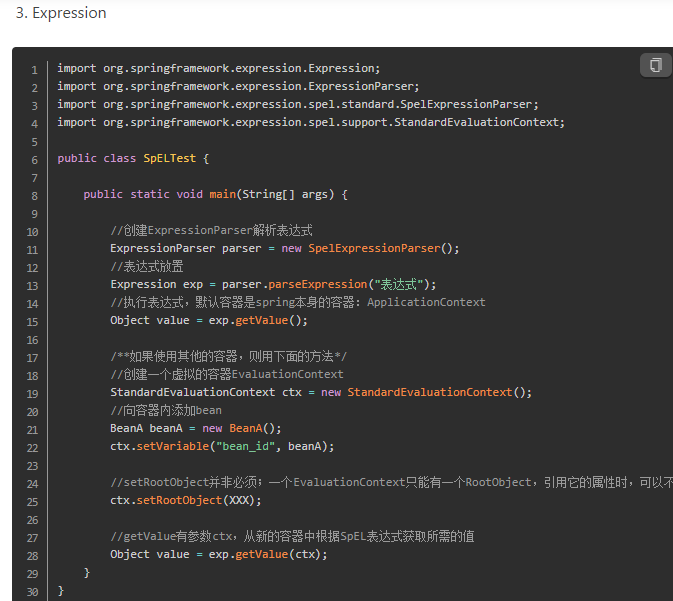 3. Expression
1 import org.springframework.expression.Expression;
2 import org.springframework.expression.ExpressionParser;
3 import org.springframework.expression.spel.standard.SpelExpressionParser;
4 import org.springframework.expression.spel.support.StandardEvaluationContext;
5
6 public class SpELTest {
7
8     public static void main(String[] args) {
9
10         //创建ExpressionParser解析表达式
11         ExpressionParser parser = new SpelExpressionParser();
12         //表达式放置
13         Expression exp = parser.parseExpression("表达式");
14         //执行表达式，默认容器是spring本身的容器：ApplicationContext
15         Object value = exp.getValue();
16
17         /**如果使用其他的容器，则用下面的方法*/
18         //创建一个虚拟的容器EvaluationContext
19         StandardEvaluationContext ctx = new StandardEvaluationContext();
20         //向容器内添加bean
21         BeanA beanA = new BeanA();
22         ctx.setVariable("bean_id", beanA);
23
24         //setRootObject并非必须；一个EvaluationContext只能有一个RootObject，引用它的属性时，可以不
25         ctx.setRootObject(XXX);
26
27         //getValue有参数ctx，从新的容器中根据SpEL表达式获取所需的值
28         Object value = exp.getValue(ctx);
29     }
30 }